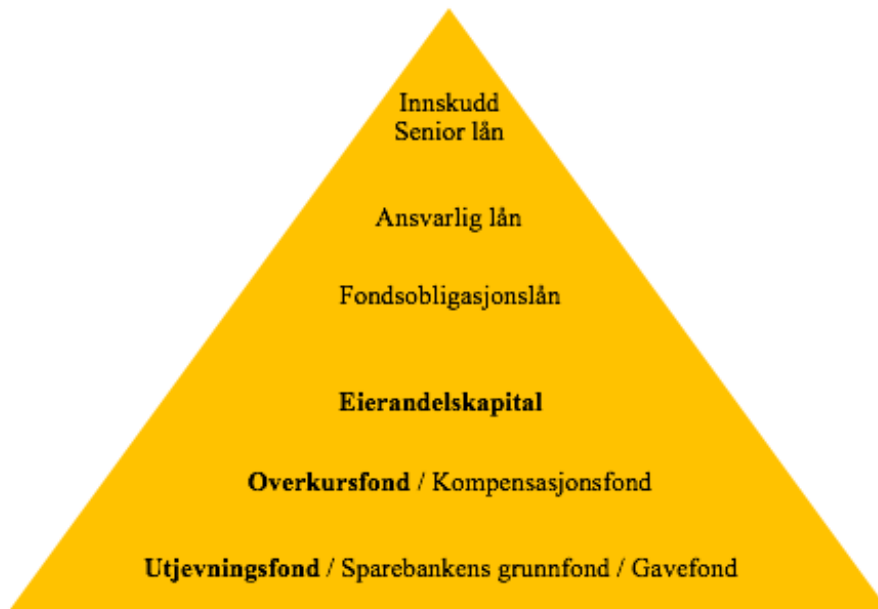 Innskudd
Senior lån
Ansvarlig lån
Fondsobligasjonslån
Eierandelskapital
Overkursfond / Kompensasjonsfond
Utjevningsfond / Sparebankens grunnfond / Gavefond